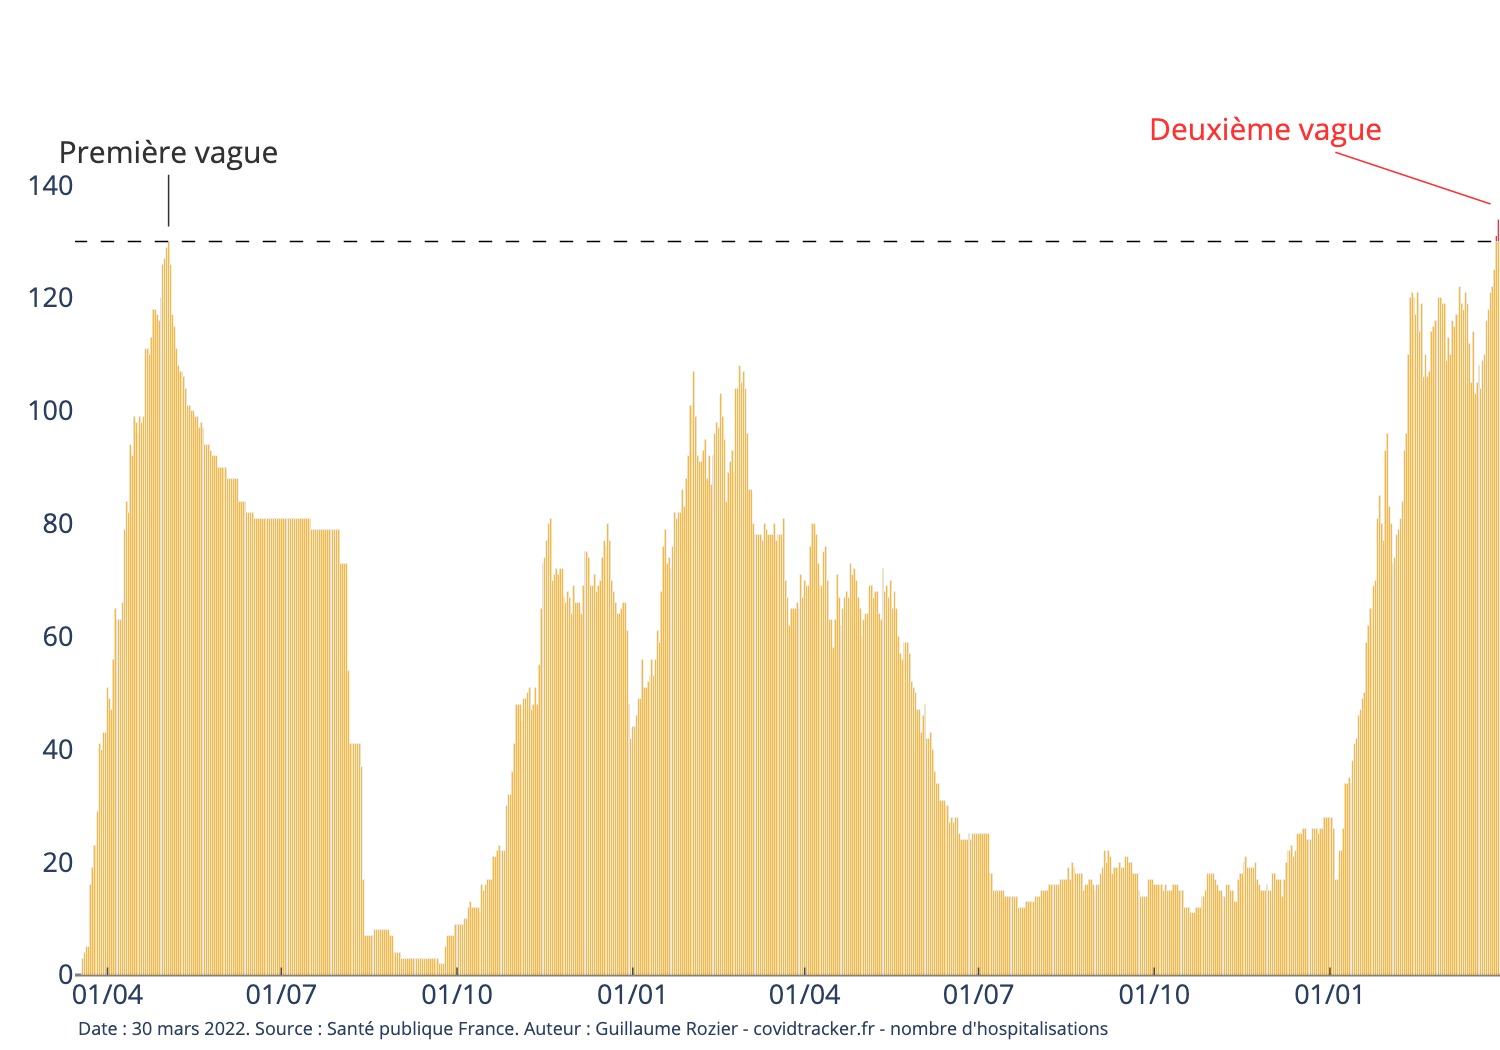 Deuxième vague
Première vague
140
120
100
80
60
40
20
0
01/04 01/07 01/10 01/01 01/04 01/07 01/10 01/01
Date : 30 mars 2022. Source : Santé publique France. Auteur : Guillaume Rozier - covidtracker.fr - nombre d'hospitalisations